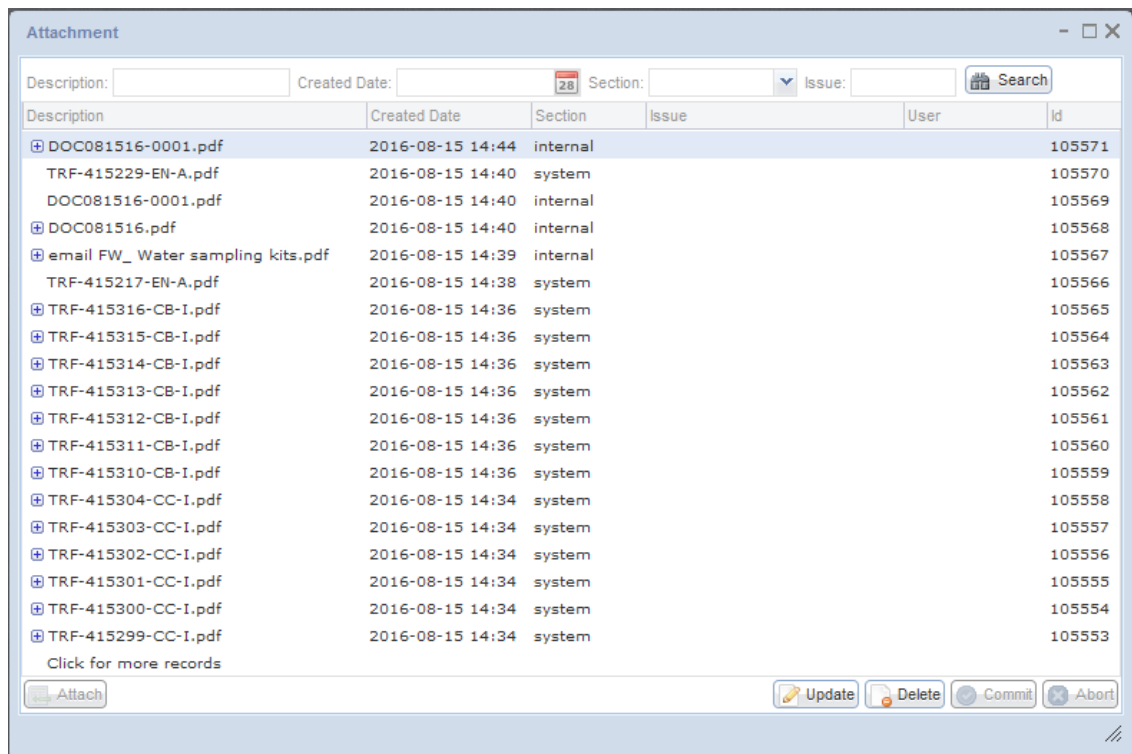 Attachment
Description: Created Date: 28 Section: Issue: Search
Description Created Date Section Issue User Id
DOC081516-0001.pdf 2016-08-15 14:44 internal 105571
TRF-415229-EN-A.pdf 2016-08-15 14:40 system 105570
DOC081516-0001.pdf 2016-08-15 14:40 internal 105569
DOC081516.pdf 2016-08-15 14:40 internal 105568
email FW_ Water sampling kits.pdf 2016-08-15 14:39 internal 105567
TRF-415217-EN-A.pdf 2016-08-15 14:38 system 105566
TRF-415316-CB-I.pdf 2016-08-15 14:36 system 105565
TRF-415315-CB-I.pdf 2016-08-15 14:36 system 105564
TRF-415314-CB-I.pdf 2016-08-15 14:36 system 105563
TRF-415313-CB-I.pdf 2016-08-15 14:36 system 105562
TRF-415312-CB-I.pdf 2016-08-15 14:36 system 105561
TRF-415311-CB-I.pdf 2016-08-15 14:36 system 105560
TRF-415310-CB-I.pdf 2016-08-15 14:36 system 105559
TRF-415304-CC-I.pdf 2016-08-15 14:34 system 105558
TRF-415303-CC-I.pdf 2016-08-15 14:34 system 105557
TRF-415302-CC-I.pdf 2016-08-15 14:34 system 105556
TRF-415301-CC-I.pdf 2016-08-15 14:34 system 105555
TRF-415300-CC-I.pdf 2016-08-15 14:34 system 105554
TRF-415299-CC-I.pdf 2016-08-15 14:34 system 105553
Click for more records
Attach Update Delete Commit Abort